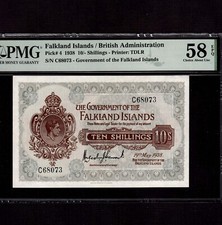 PMG
Falkland Islands / British Administration
Pick# 4 1938 10/- Shillings - Printer: TDLR
S/N C68073 - Government of the Falkland Islands
58 EPQ
Choice About Unc
C68073
THE GOVERNMENT OF THE
FALKLAND ISLANDS
TEN SHILLINGS
10s
19th May 1938.
C68073